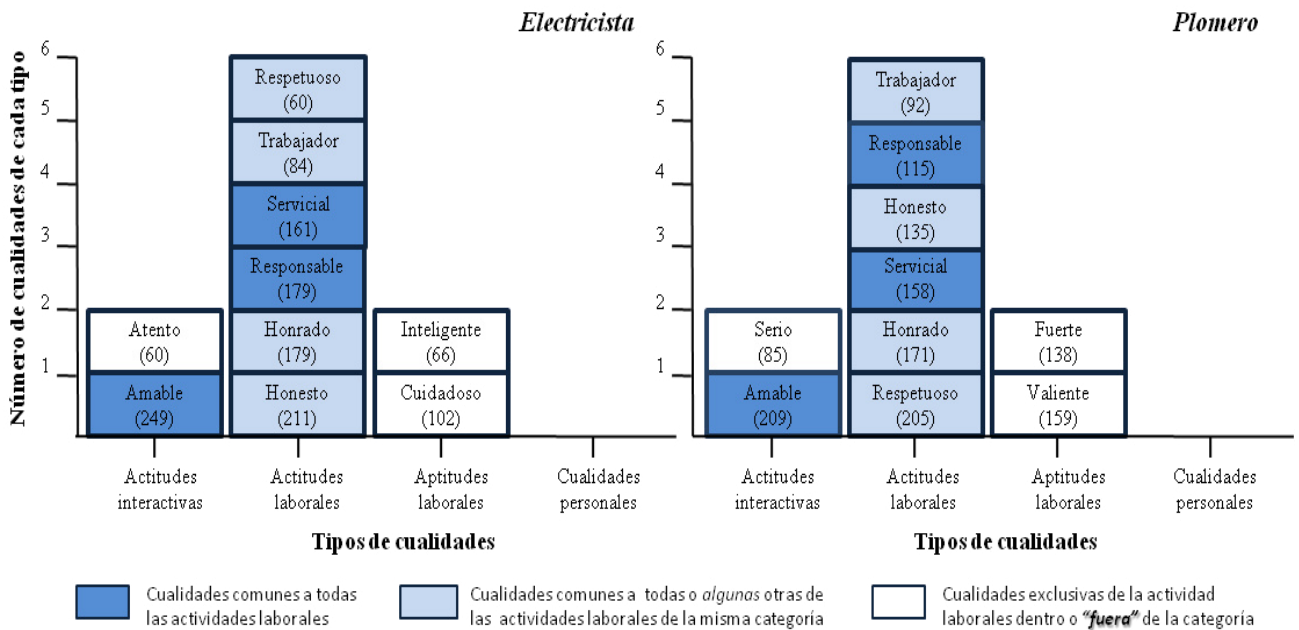 Electricista
Número de cualidades de cada tipo
6
5
4
3
2
1
Respetuoso
(60)
Trabajador
(84)
Servicial
(161)
Responsable
(179)
Atento
(60)
Honrado
(179)
Inteligente
(66)
Amable
(249)
Honesto
(211)
Cuidadoso
(102)
Actitudes
interactivas
Actitudes
laborales
Aptitudes
laborales
Cualidades
personales
Tipos de cualidades
Plomero
6
5
4
3
2
1
Trabajador
(92)
Responsable
(115)
Honesto
(135)
Servicial
(158)
Serio
(85)
Honrado
(171)
Fuerte
(138)
Amable
(209)
Respetuoso
(205)
Valiente
(159)
Actitudes
interactivas
Actitudes
laborales
Aptitudes
laborales
Cualidades
personales
Tipos de cualidades
Cualidades comunes a todas
las actividades laborales
Cualidades comunes a todas o algunas otras de
las actividades laborales de la misma categoría
Cualidades exclusivas de la actividad
laborales dentro o "fuera" de la categoría